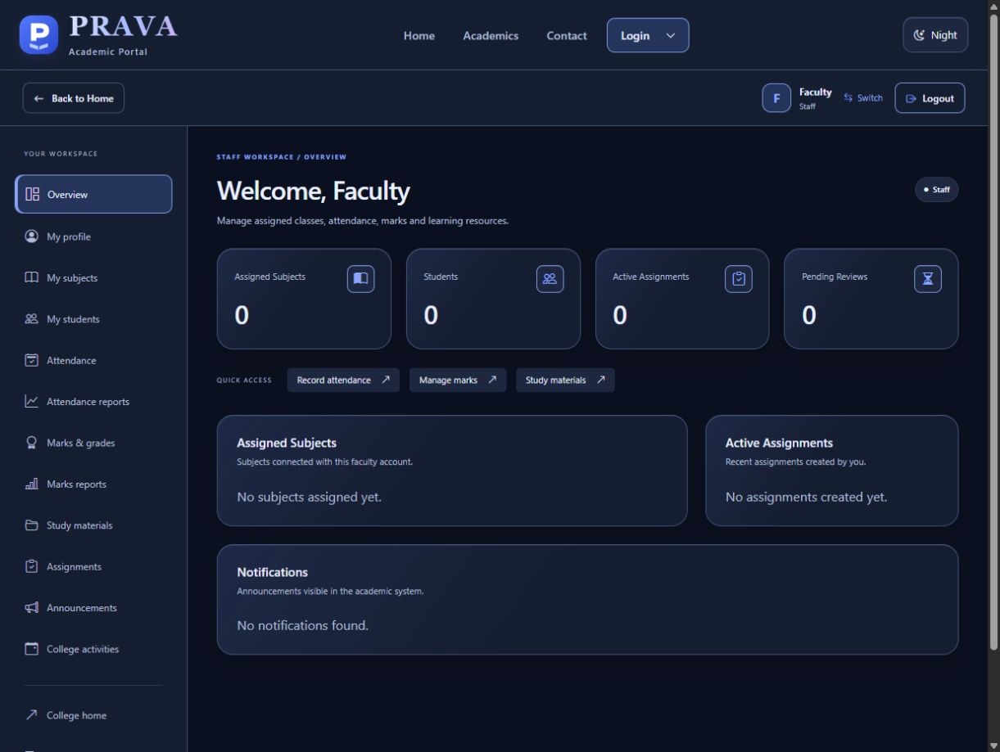 PRAVA
Academic Portal
Home
Academics
Contact
Login
Night
Back to Home
F
Faculty
Staff
Switch
Logout
YOUR WORKSPACE
Overview
My profile
My subjects
My students
Attendance
Attendance reports
Marks & grades
Marks reports
Study materials
Assignments
Announcements
College activities
College home
STAFF WORKSPACE / OVERVIEW
Welcome, Faculty
Staff
Manage assigned classes, attendance, marks and learning resources.
Assigned Subjects
0
Students
0
Active Assignments
0
Pending Reviews
0
QUICK ACCESS
Record attendance
Manage marks
Study materials
Assigned Subjects
Subjects connected with this faculty account.
No subjects assigned yet.
Active Assignments
Recent assignments created by you.
No assignments created yet.
Notifications
Announcements visible in the academic system.
No notifications found.